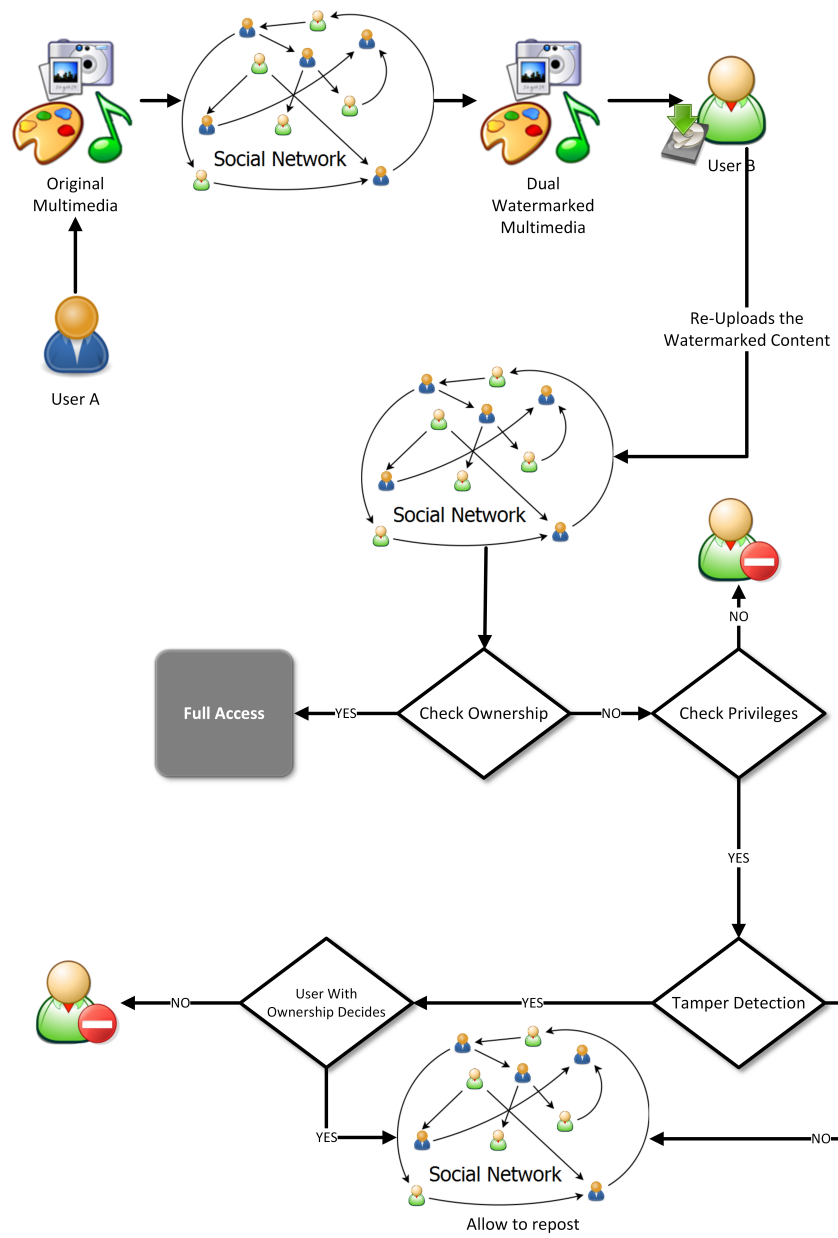 Social Network
Original
Multimedia
Dual
Watermarked
Multimedia
User B
User A
Re-Uploads the
Watermarked Content
Social Network
NO
Full Access
YES
Check Ownership
NO
Check Privileges
YES
NO
User With
Ownership Decides
YES
Tamper Detection
YES
NO
Social Network
Allow to repost